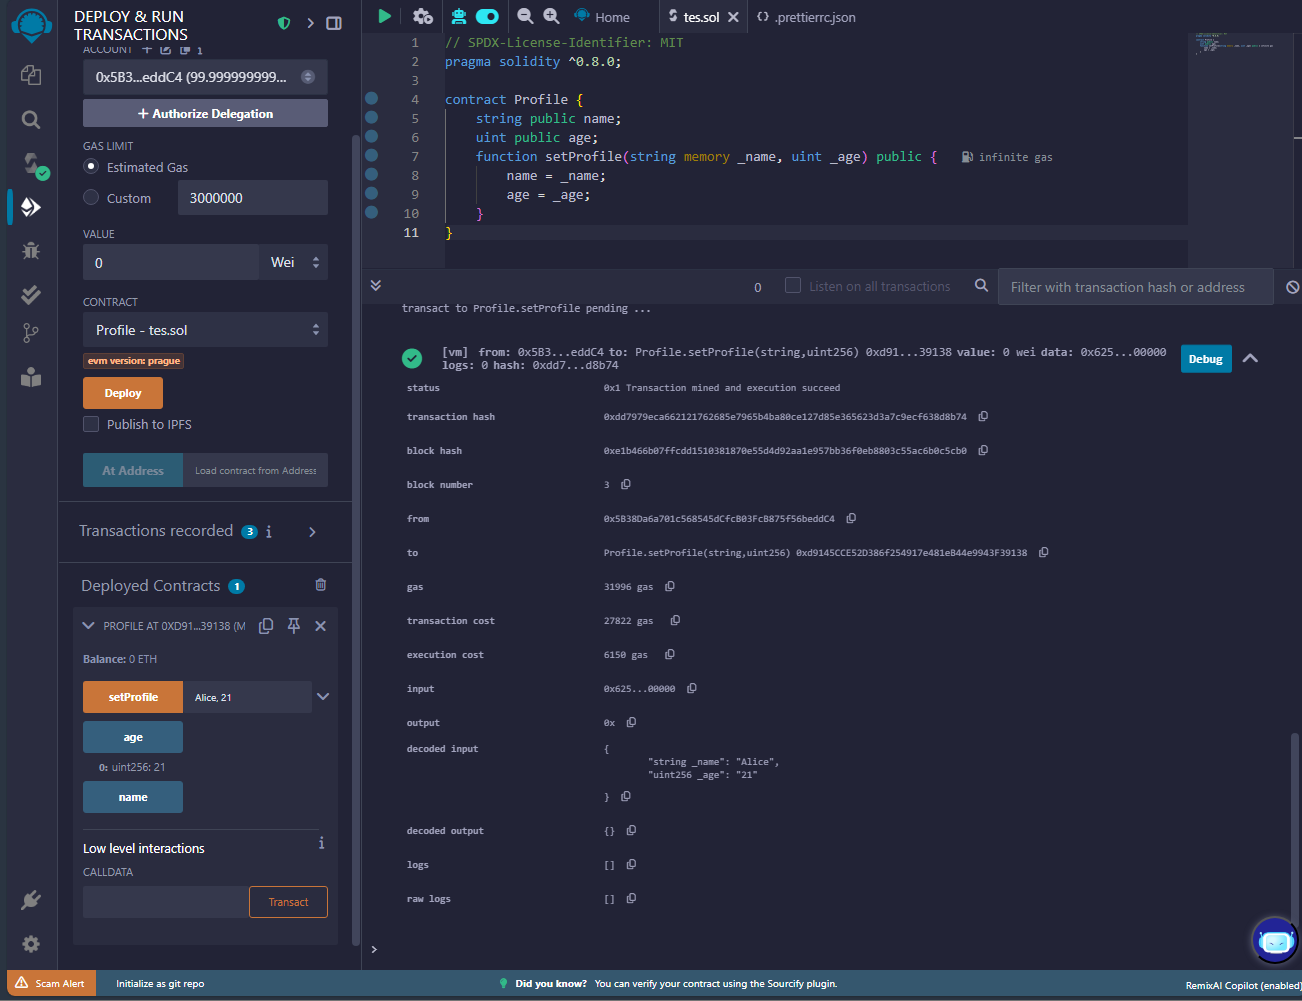 DEPLOY & RUN
TRANSACTIONS
ACCOUNT
0x5B3...eddC4 (99.999999999...
+ Authorize Delegation
GAS LIMIT
Estimated Gas
Custom
3000000
VALUE
0
Wei
CONTRACT
Profile - tes.sol
evm version: prague
Deploy
Publish to IPFS
At Address
Load contract from Address
Transactions recorded 3 i
Deployed Contracts 1
PROFILE AT 0XD91...39138 (M
Balance: 0 ETH
setProfile
Alice, 21
age
0: uint256: 21
name
Low level interactions
i
CALLDATA
Transact
Home
tes.sol
.prettierrc.json
1 // SPDX-License-Identifier: MIT
2 pragma solidity ^0.8.0;
3
4 contract Profile {
5 string public name;
6 uint public age;
7 function setProfile(string memory _name, uint _age) public { infinite gas
8 name = _name;
9 age = _age;
10 }
11 }
0
Listen on all transactions
Filter with transaction hash or address
transact to Profile.setProfile pending ...
[vm] from: 0x5B3...eddC4 to: Profile.setProfile(string,uint256) 0xd91...39138 value: 0 wei data: 0x625...00000
logs: 0 hash: 0xdd7...d8b74
Debug
status 0x1 Transaction mined and execution succeed
transaction hash 0xdd7979eca662121762685e7965b4ba80ce127d85e365623d3a7c9ecf638d8b74
block hash 0xe1b466b07ffcdd1510381870e55d4d92aa1e957bb36f0eb8803c55ac6b0c5cb0
block number 3
from 0x5B38Da6a701c568545dCfcB03FcB875f56beddC4
to Profile.setProfile(string,uint256) 0xd9145CCE52D386f254917e481eB44e9943F39138
gas 31996 gas
transaction cost 27822 gas
execution cost 6150 gas
input 0x625...00000
output 0x
decoded input {
"string _name": "Alice",
"uint256 _age": "21"
}
decoded output {}
logs []
raw logs []
>
Scam Alert
Initialize as git repo
Did you know? You can verify your contract using the Sourcify plugin.
RemixAI Copilot (enabled)